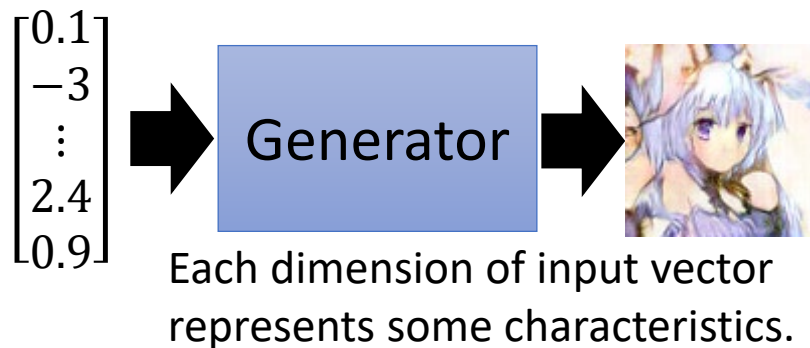 0.1
−3
⋮
2.4
0.9
Generator
Each dimension of input vector
represents some characteristics.